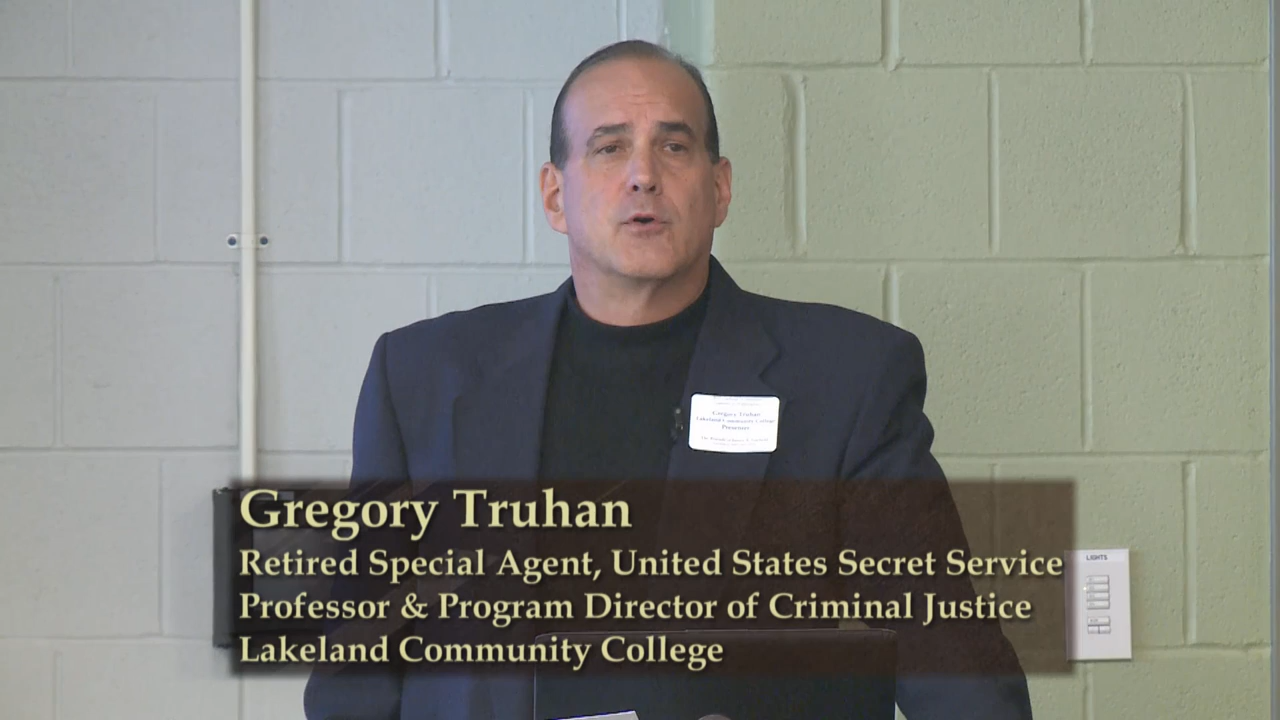 Gregory Truhan
Lakeland Community College
Presenter
Gregory Truhan
Retired Special Agent, United States Secret Service
Professor & Program Director of Criminal Justice
Lakeland Community College
LIGHTS